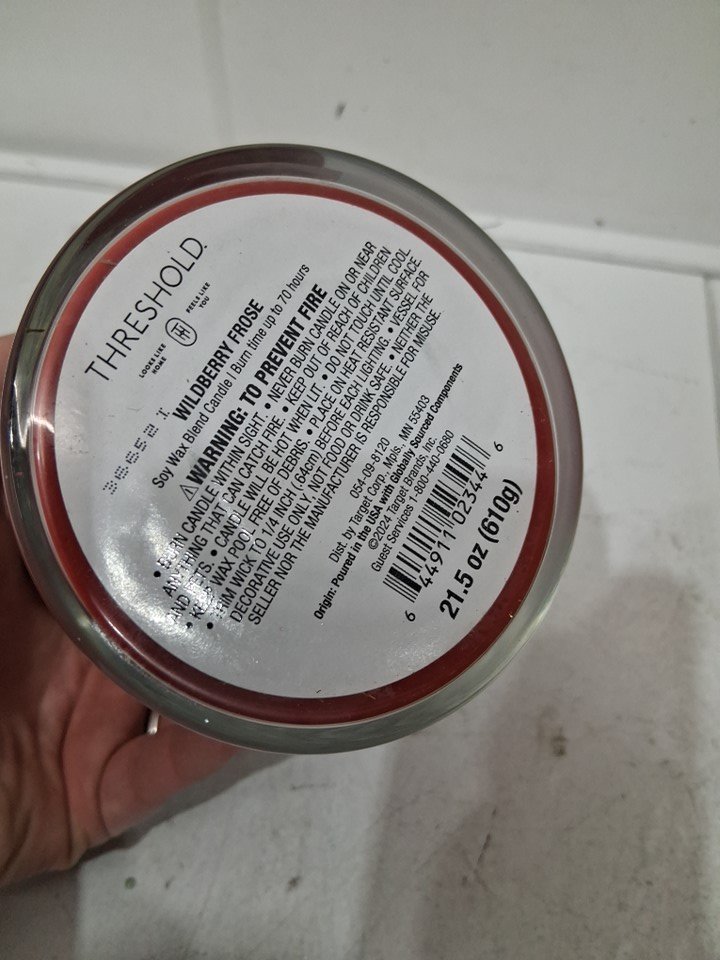 THRESHOLD.
LOOKS LIKE
HOME
TH
FEELS LIKE
YOU
WILDBERRY FROSE
Soy Wax Blend Candle | Burn time up to 70 hours
WARNING: TO PREVENT FIRE
• BURN CANDLE WITHIN SIGHT. • NEVER BURN CANDLE ON OR NEAR
ANYTHING THAT CAN CATCH FIRE. • KEEP OUT OF REACH OF CHILDREN
AND PETS. • CANDLE WILL BE HOT WHEN LIT. • DO NOT TOUCH UNTIL COOL.
• KEEP WAX POOL FREE OF DEBRIS. • PLACE ON HEAT RESISTANT SURFACE.
• TRIM WICK TO 1/4 INCH (.64cm) BEFORE EACH LIGHTING. • VESSEL FOR
DECORATIVE USE ONLY, NOT FOOD OR DRINK SAFE. • NEITHER THE
SELLER NOR THE MANUFACTURER IS RESPONSIBLE FOR MISUSE.
054-09-8120
Dist. by Target Corp. Mpls., MN 55403
Origin: Poured in the USA with Globally Sourced Components
©2024 Target Brands, Inc.
Guest Services 1-800-440-0680
6 44911 02344 6
21.5 oz (610g)